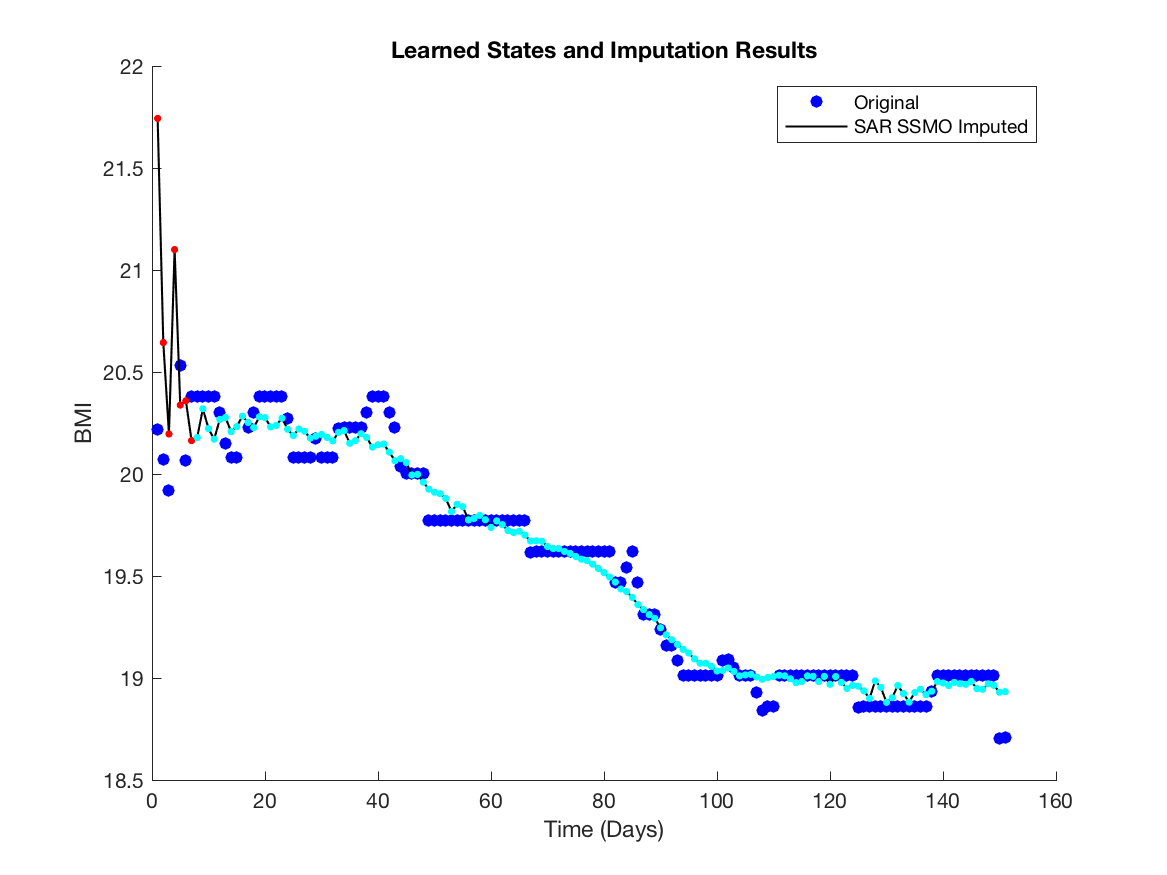 Learned States and Imputation Results
Original
SAR SSMO Imputed
22
21.5
21
20.5
20
19.5
19
18.5
BMI
0 20 40 60 80 100 120 140 160
Time (Days)